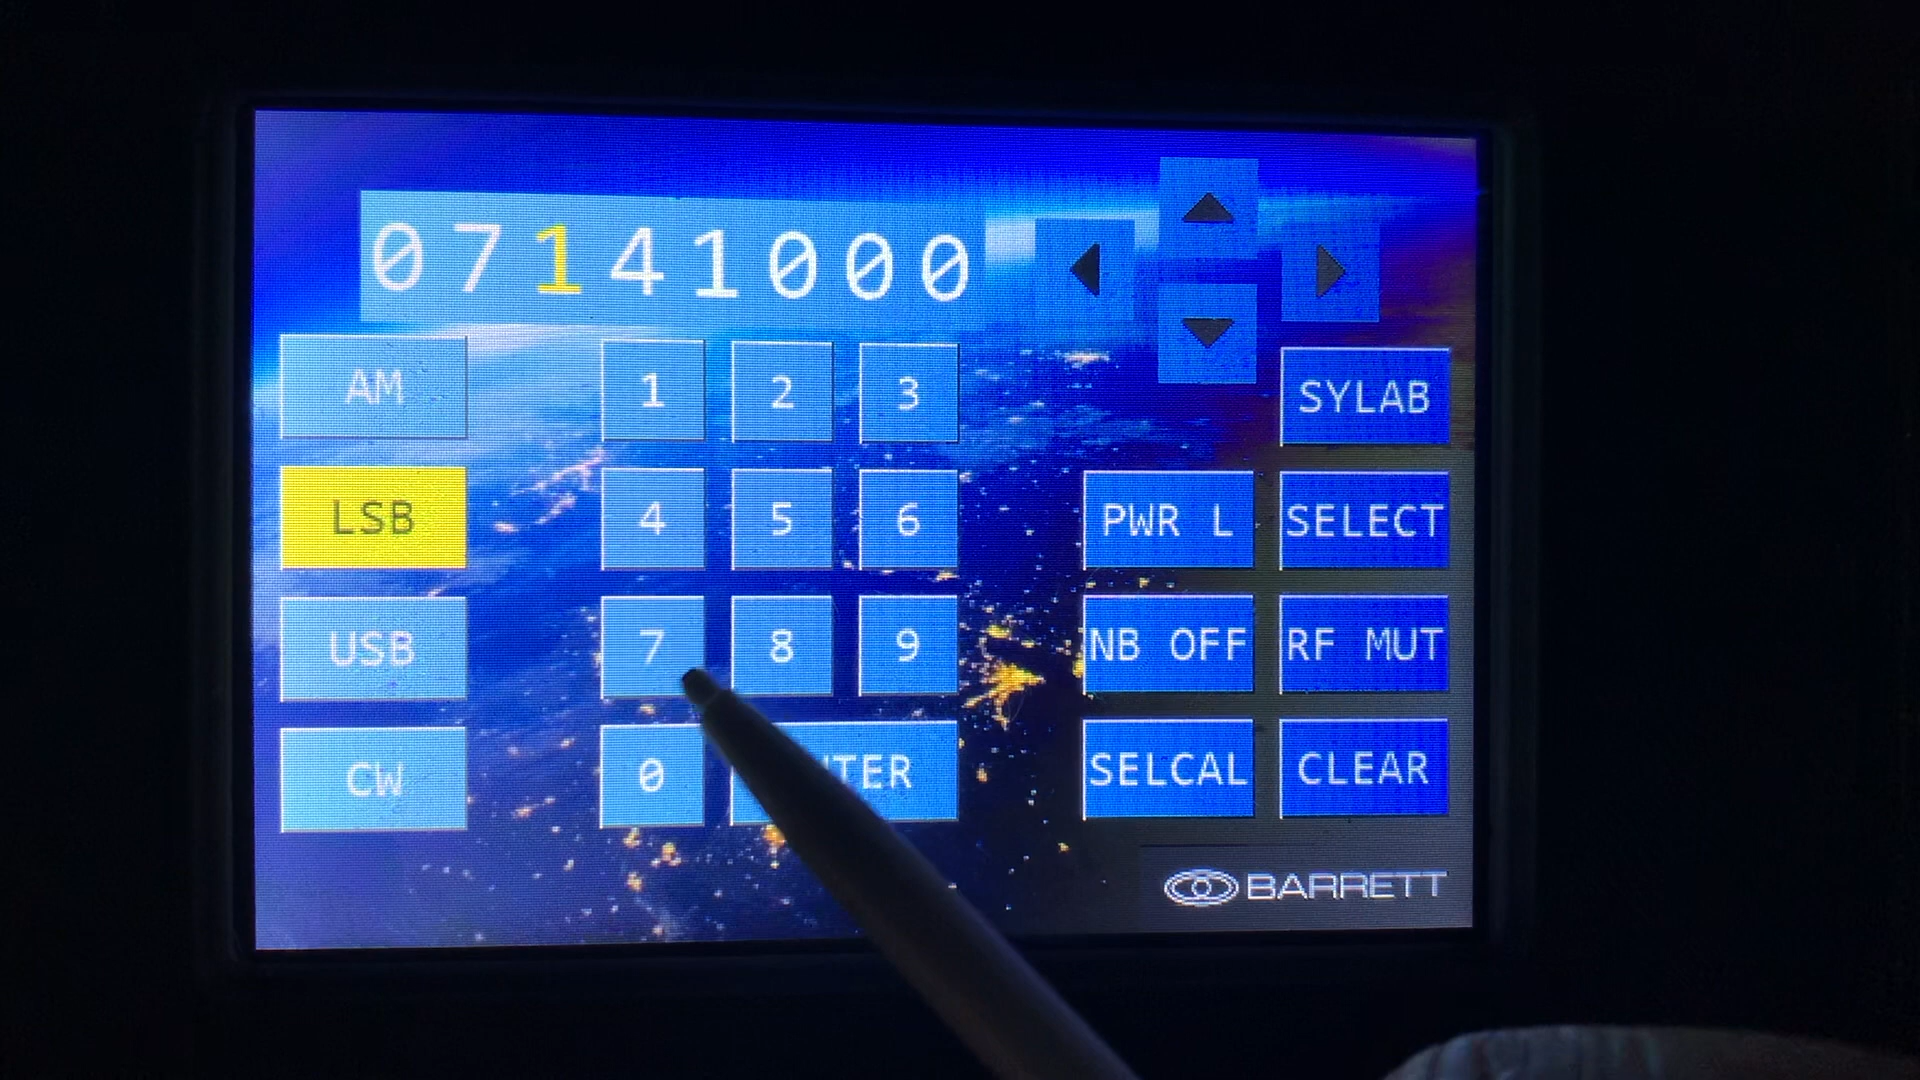 07141000
AM 1 2 3 SYLAB
LSB 4 5 6 PWR L SELECT
USB 7 8 9 NB OFF RF MUT
CW 0 SELCAL CLEAR
BARRETT